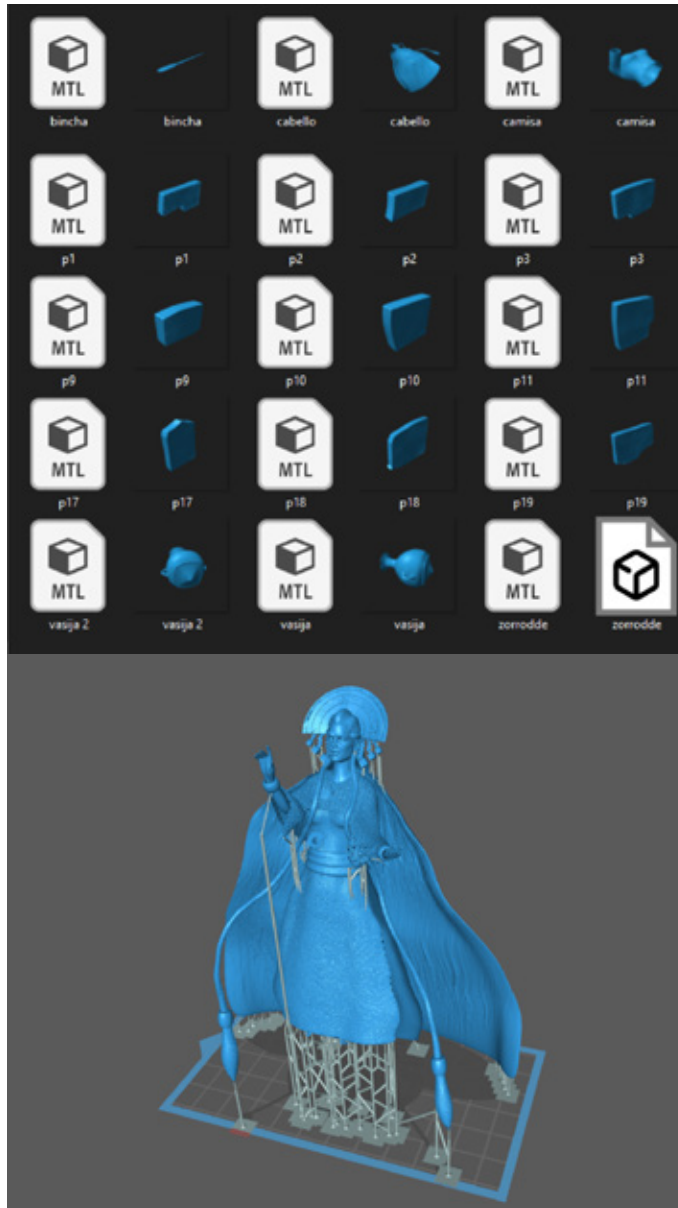 MTL MTL MTL
bincha bincha cabello cabello camisa camisa
MTL MTL MTL
p1 p1 p2 p2 p3 p3
MTL MTL MTL
p9 p9 p10 p10 p11 p11
MTL MTL MTL
p17 p17 p18 p18 p19 p19
MTL MTL MTL
vasija 2 vasija 2 vasija vasija zorrodde zorrodde